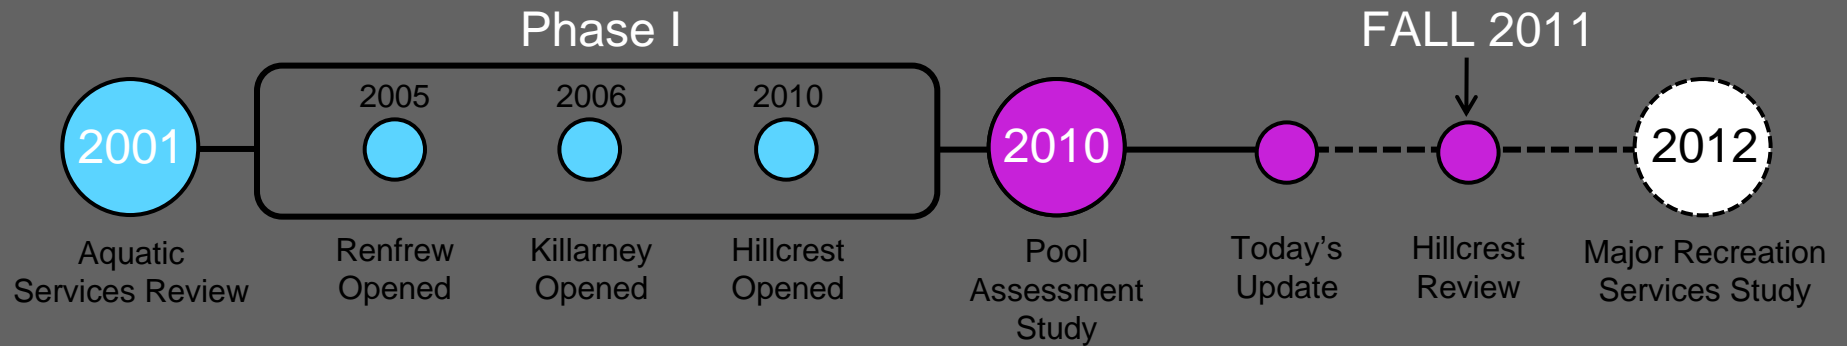 Phase I
FALL 2011
2005
2006
2010
2001
2010
2012
Aquatic
Services Review
Renfrew
Opened
Killarney
Opened
Hillcrest
Opened
Pool
Assessment
Study
Today's
Update
Hillcrest
Review
Major Recreation
Services Study